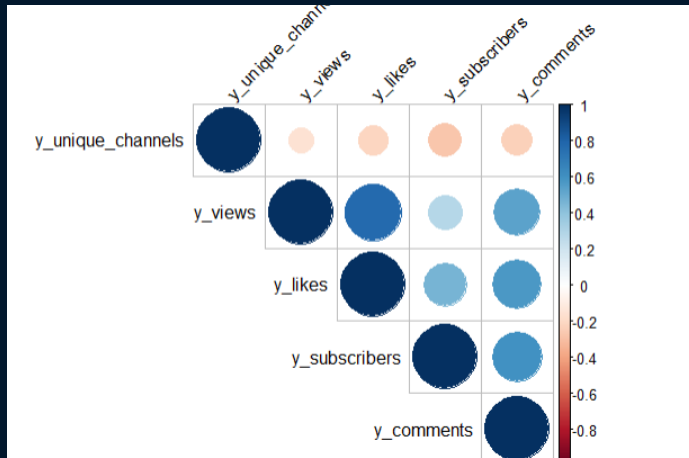 y_views
y_likes
y_subscribers
y_comments
y_unique_channels
y_views
y_likes
y_subscribers
y_comments
1
0.8
0.6
0.4
0.2
0
-0.2
-0.4
-0.6
-0.8